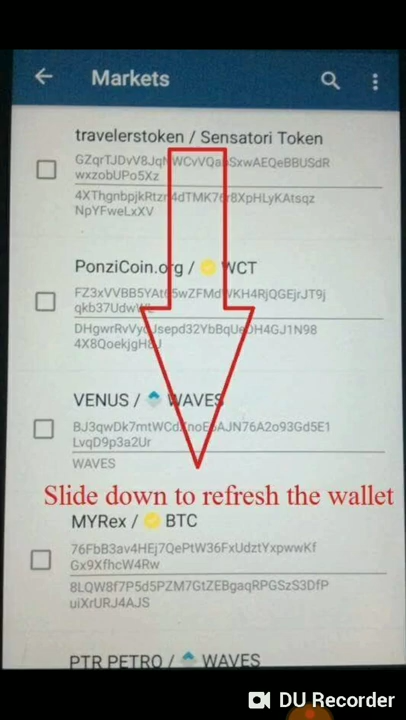 Markets
travelerstoken / Sensatori Token
wxzobUPo5Xz
NpYFweLxXV
PonziCoin.org / WCT
4X8QoekjgH8J
VENUS / WAVES
LvqD9p3a2Ur
WAVES
Slide down to refresh the wallet
MYRex / BTC
76FbB3av4HEj7QePtW36FxUdztYxpwwKf
Gx9XfhcW4Rw
8LQW8f7P5d5PZM7GtZEBgaqRPGSzS3DfP
uiXrURJ4AJS
PTR PETRO / WAVES
DU Recorder